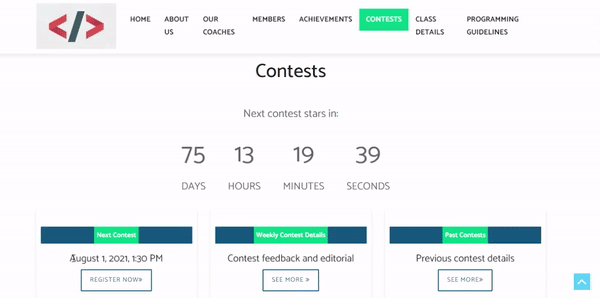 </>
HOME ABOUT US OUR COACHES MEMBERS ACHIEVEMENTS CONTESTS CLASS DETAILS PROGRAMMING GUIDELINES
Contests
Next contest stars in:
75 13 19 39
DAYS HOURS MINUTES SECONDS
Next Contest
August 1, 2021, 1:30 PM
REGISTER NOW»
Weekly Contest Details
Contest feedback and editorial
SEE MORE »
Past Contests
Previous contest details
SEE MORE»